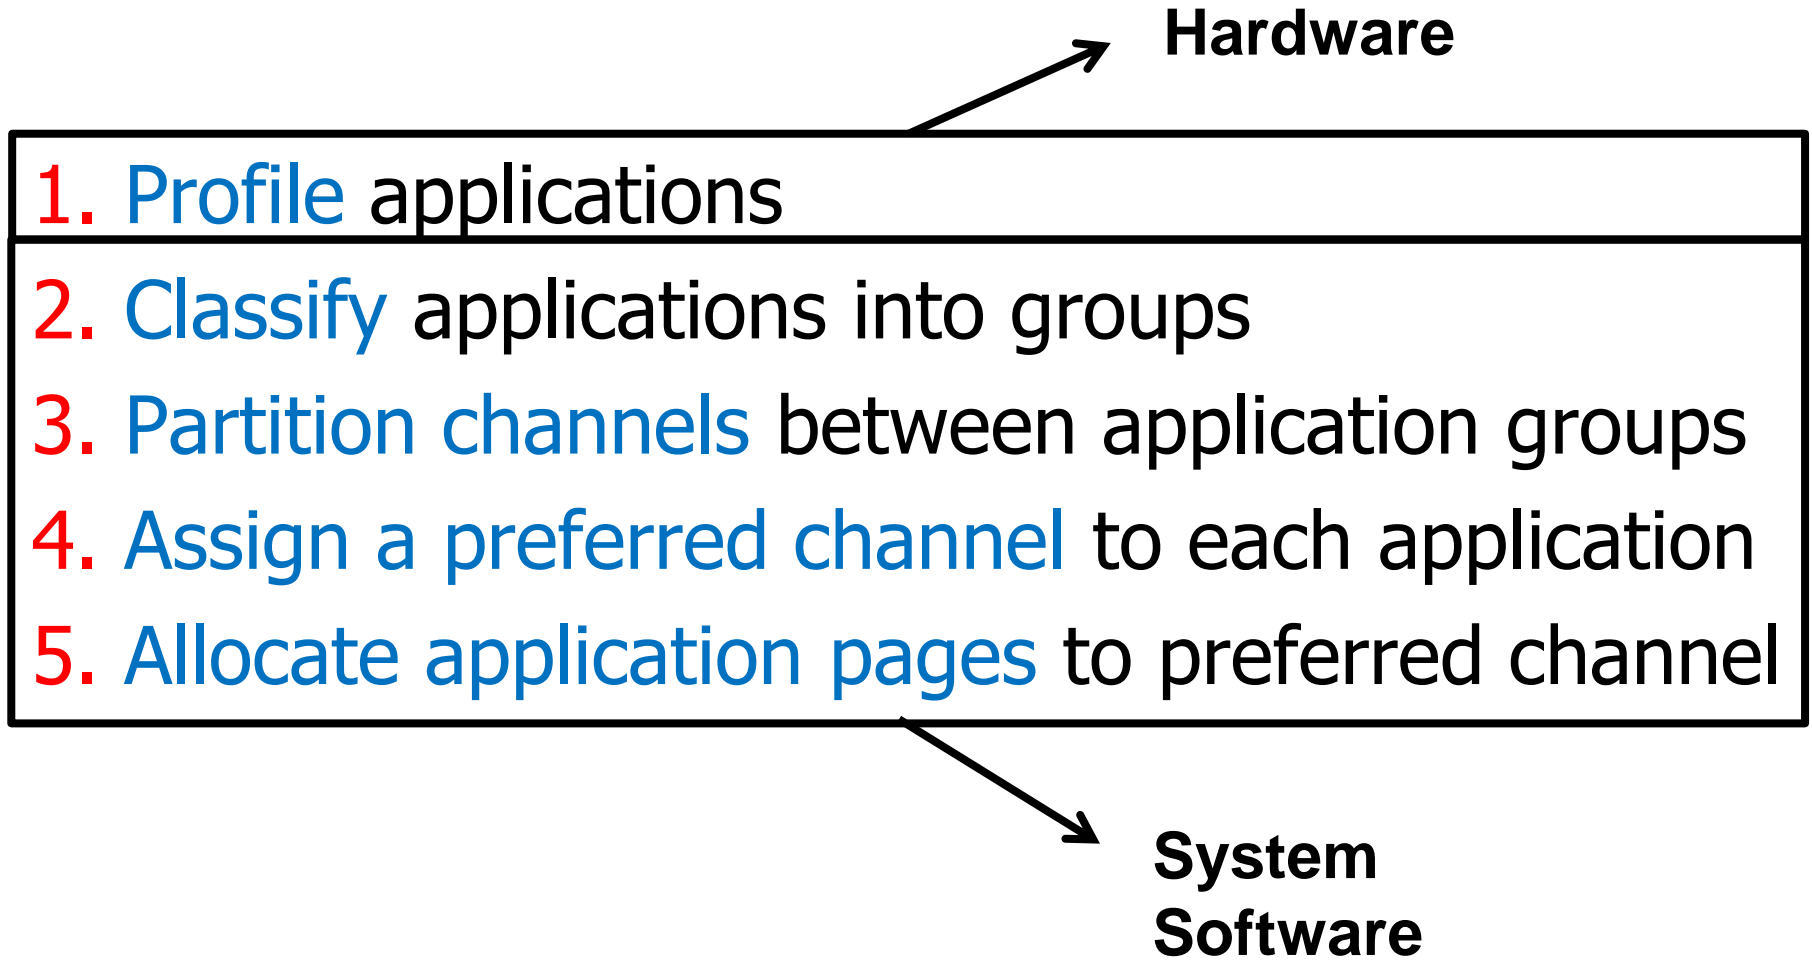 Hardware
1. Profile applications
2. Classify applications into groups
3. Partition channels between application groups
4. Assign a preferred channel to each application
5. Allocate application pages to preferred channel
System
Software